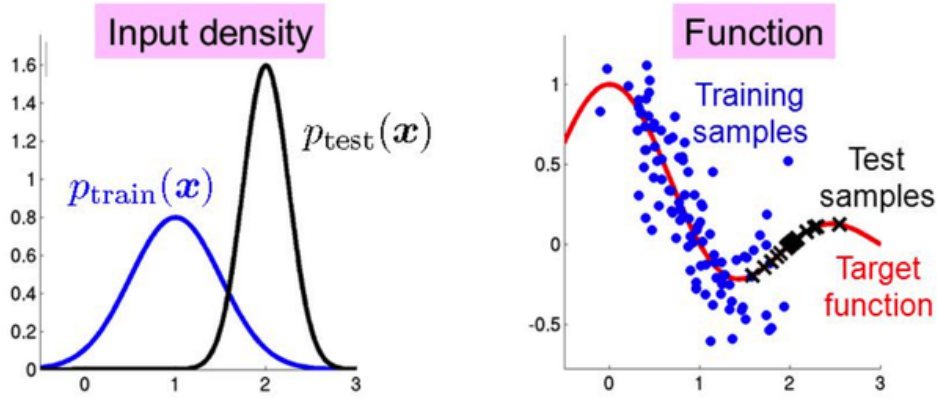 Input density
1.6
1.4
1.2
1
0.8
0.6
0.4
0.2
0
0 1 2 3
p_train(x)
p_test(x)
Function
1
0.5
0
-0.5
0 1 2 3
Training
samples
Test
samples
Target
function